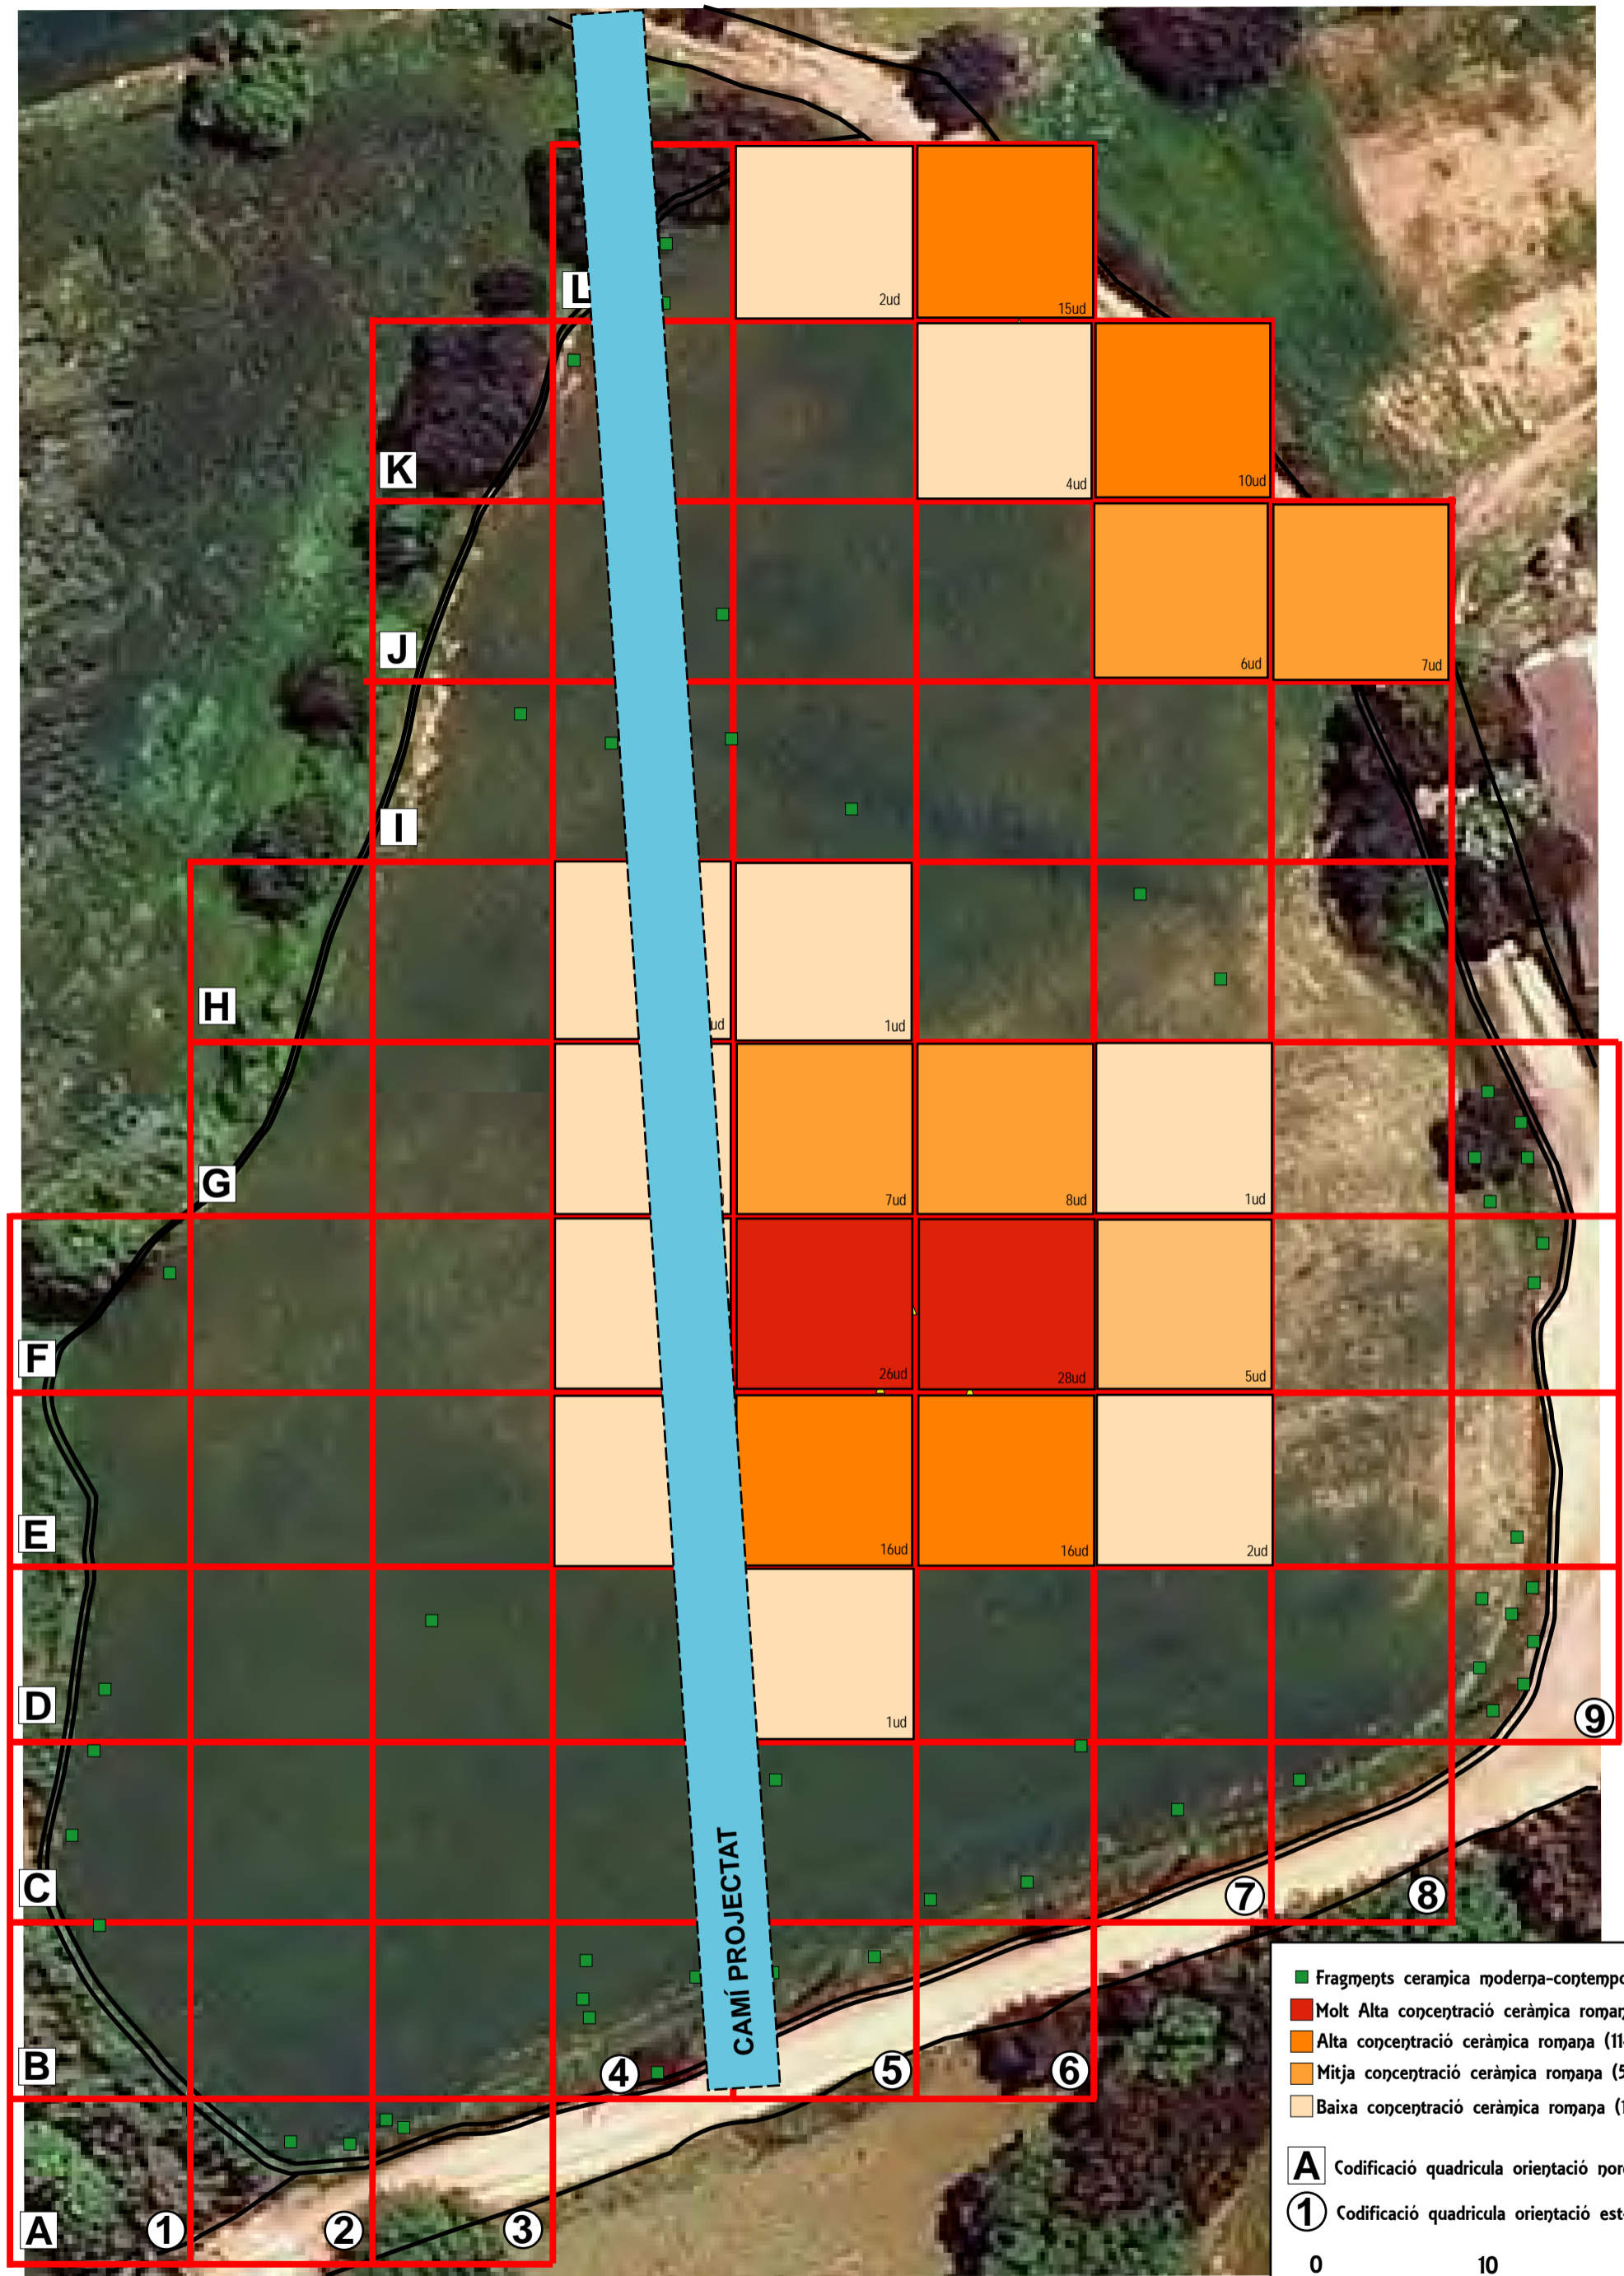 L
2ud
15ud
K
4ud
10ud
J
6ud
7ud
I
H
ud
1ud
G
7ud
8ud
1ud
F
26ud
28ud
5ud
E
16ud
16ud
2ud
D
1ud
9
C
7
8
CAMÍ PROJECTAT
B
4
5
6
Fragments ceramica moderna-contempo
Molt Alta concentració ceràmica roman
Alta concentració ceràmica romana (11
Mitja concentració ceràmica romana (5
Baixa concentració ceràmica romana (1
A Codificació quadricula orientació nor
1 Codificació quadricula orientació est
A
1
2
3
0 10